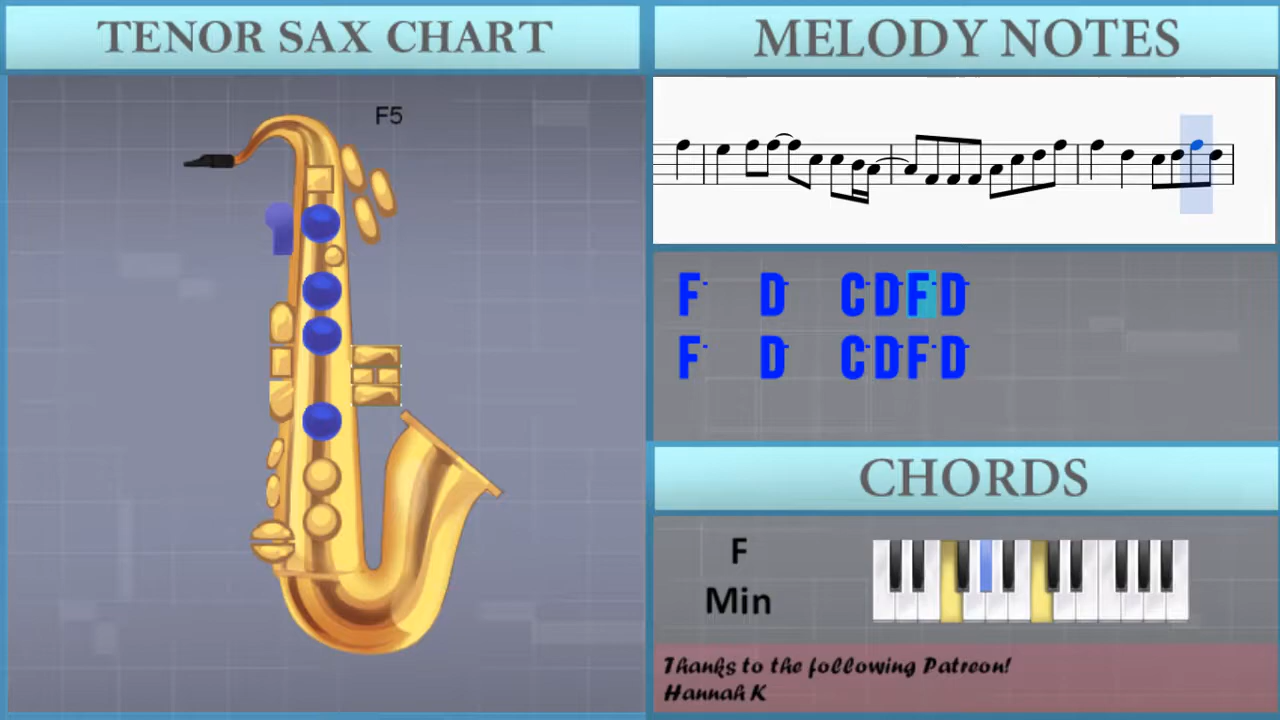 TENOR SAX CHART
F5
MELODY NOTES
F- D- C-D-F-D-
F- D- C-D-F-D-
CHORDS
F
Min
Thanks to the following Patreon!
Hannah K